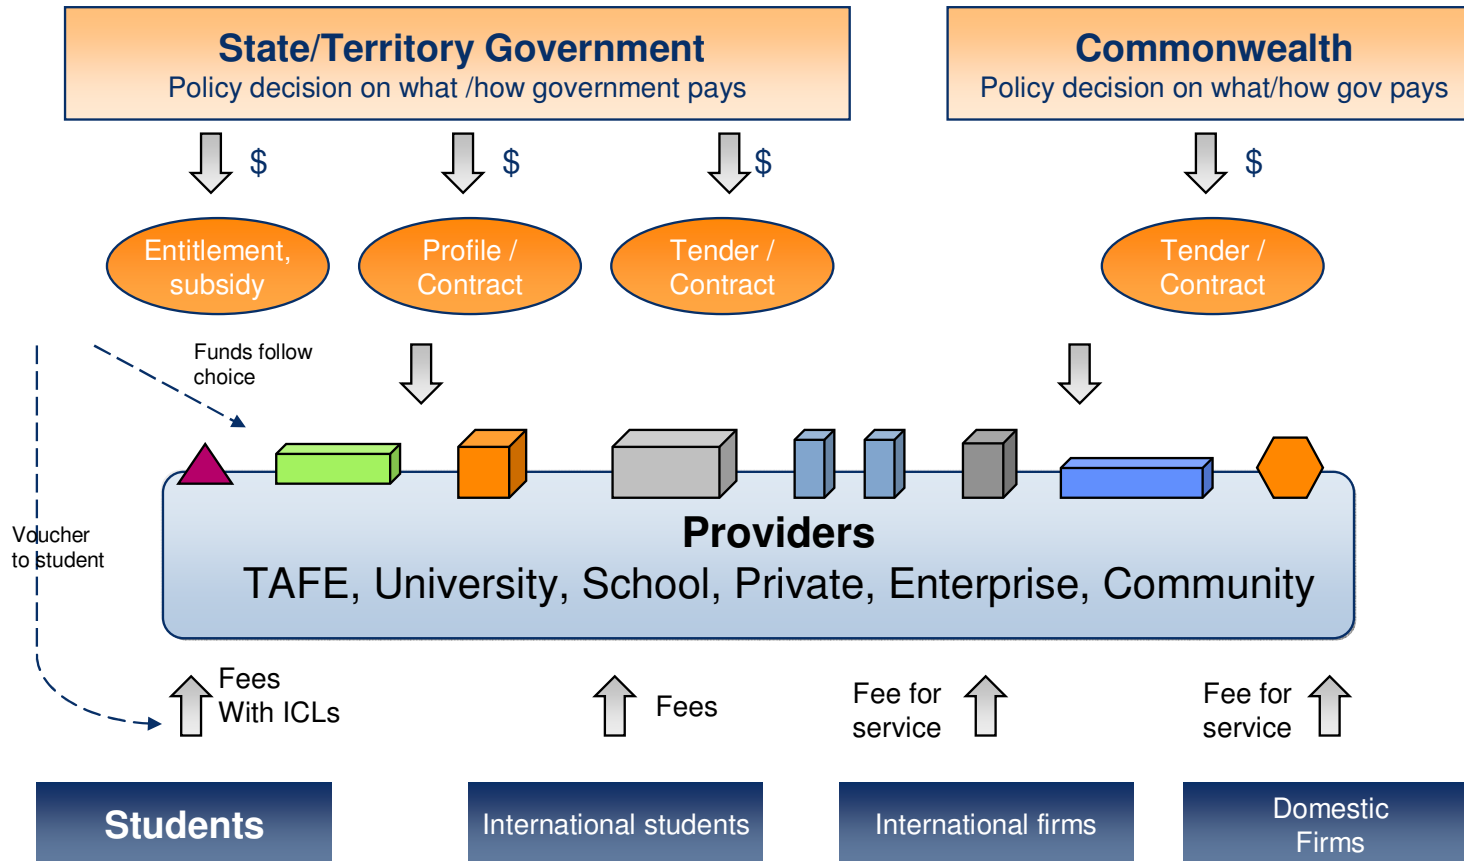 State/Territory Government
Policy decision on what /how government pays
Commonwealth
Policy decision on what/how gov pays
$
$
$
$
Entitlement,
subsidy
Profile /
Contract
Tender /
Contract
Tender /
Contract
Funds follow
choice
Voucher
to student
Providers
TAFE, University, School, Private, Enterprise, Community
Fees
With ICLs
Fees
Fee for
service
Fee for
service
Students
International students
International firms
Domestic
Firms